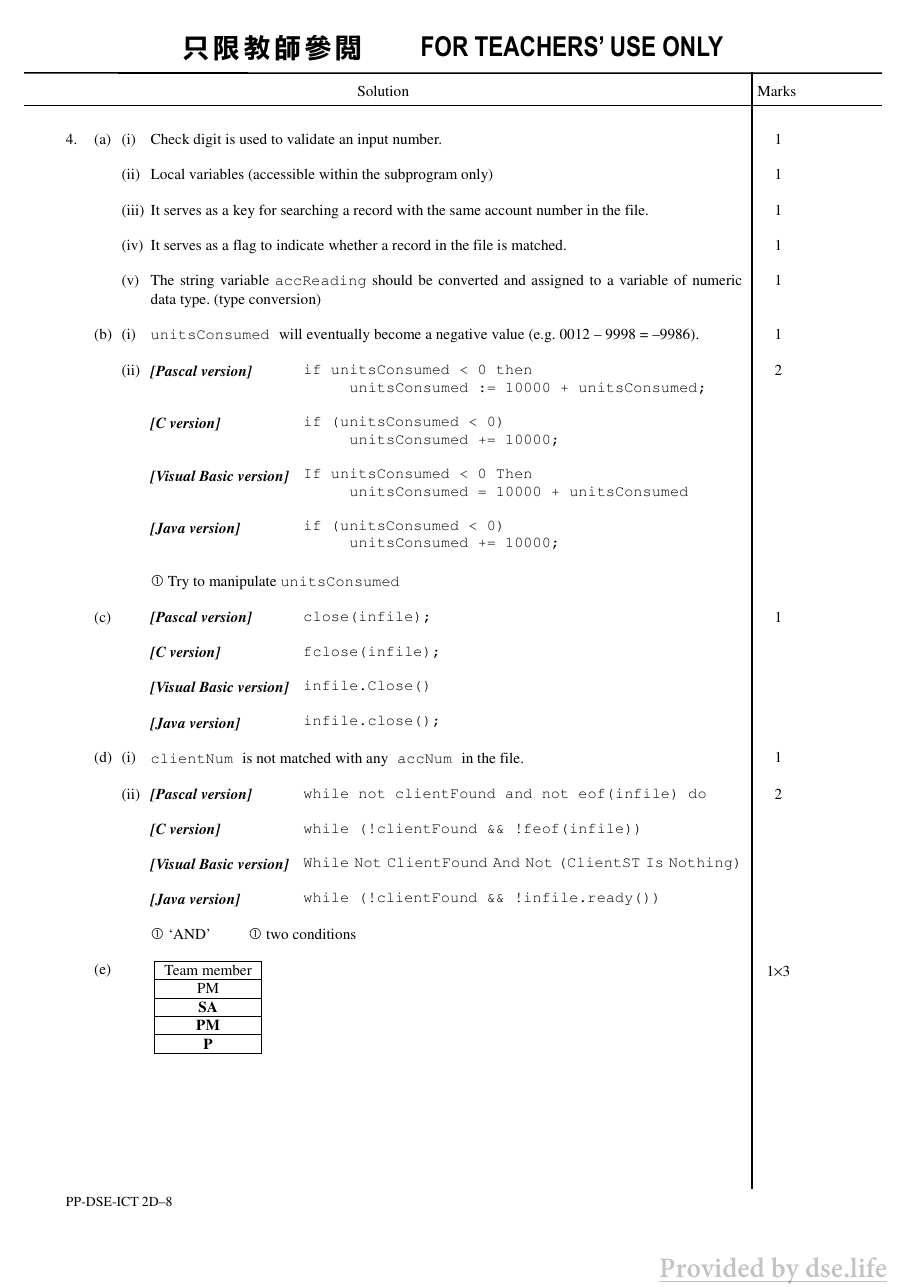 只限教師參閱 FOR TEACHERS' USE ONLY
Solution Marks
4. (a) (i) Check digit is used to validate an input number. 1
(ii) Local variables (accessible within the subprogram only) 1
(iii) It serves as a key for searching a record with the same account number in the file. 1
(iv) It serves as a flag to indicate whether a record in the file is matched. 1
(v) The string variable accReading should be converted and assigned to a variable of numeric 1
data type. (type conversion)
(b) (i) unitsConsumed will eventually become a negative value (e.g. 0012 – 9998 = –9986). 1
(ii) [Pascal version] if unitsConsumed < 0 then 2
unitsConsumed := 10000 + unitsConsumed;
[C version] if (unitsConsumed < 0)
unitsConsumed += 10000;
[Visual Basic version] If unitsConsumed < 0 Then
unitsConsumed = 10000 + unitsConsumed
[Java version] if (unitsConsumed < 0)
unitsConsumed += 10000;
① Try to manipulate unitsConsumed
(c) [Pascal version] close(infile); 1
[C version] fclose(infile);
[Visual Basic version] infile.Close()
[Java version] infile.close();
(d) (i) clientNum is not matched with any accNum in the file. 1
(ii) [Pascal version] while not clientFound and not eof(infile) do 2
[C version] while (!clientFound && !feof(infile))
[Visual Basic version] While Not ClientFound And Not (ClientST Is Nothing)
[Java version] while (!clientFound && !infile.ready())
① ‘AND’ ① two conditions
(e) Team member 1×3
PM
SA
PM
P
PP-DSE-ICT 2D–8
Provided by dse.life